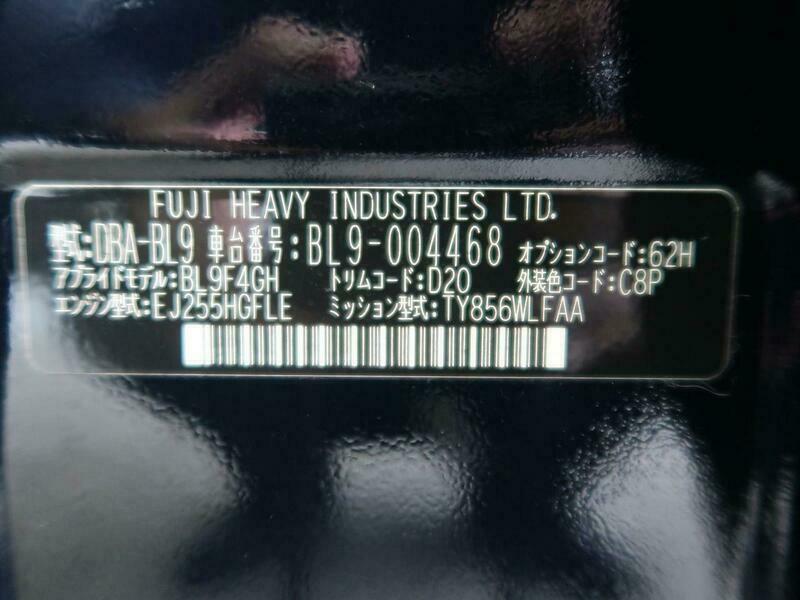 FUJI HEAVY INDUSTRIES LTD.
型式:DBA-BL9 車台番号:BL9-004468 オプションコード:62H
アプライドモデル:BL9F4GH トリムコード:D20 外装色コード:C8P
エンジン型式:EJ255HGFLE ミッション型式:TY856WLFAA